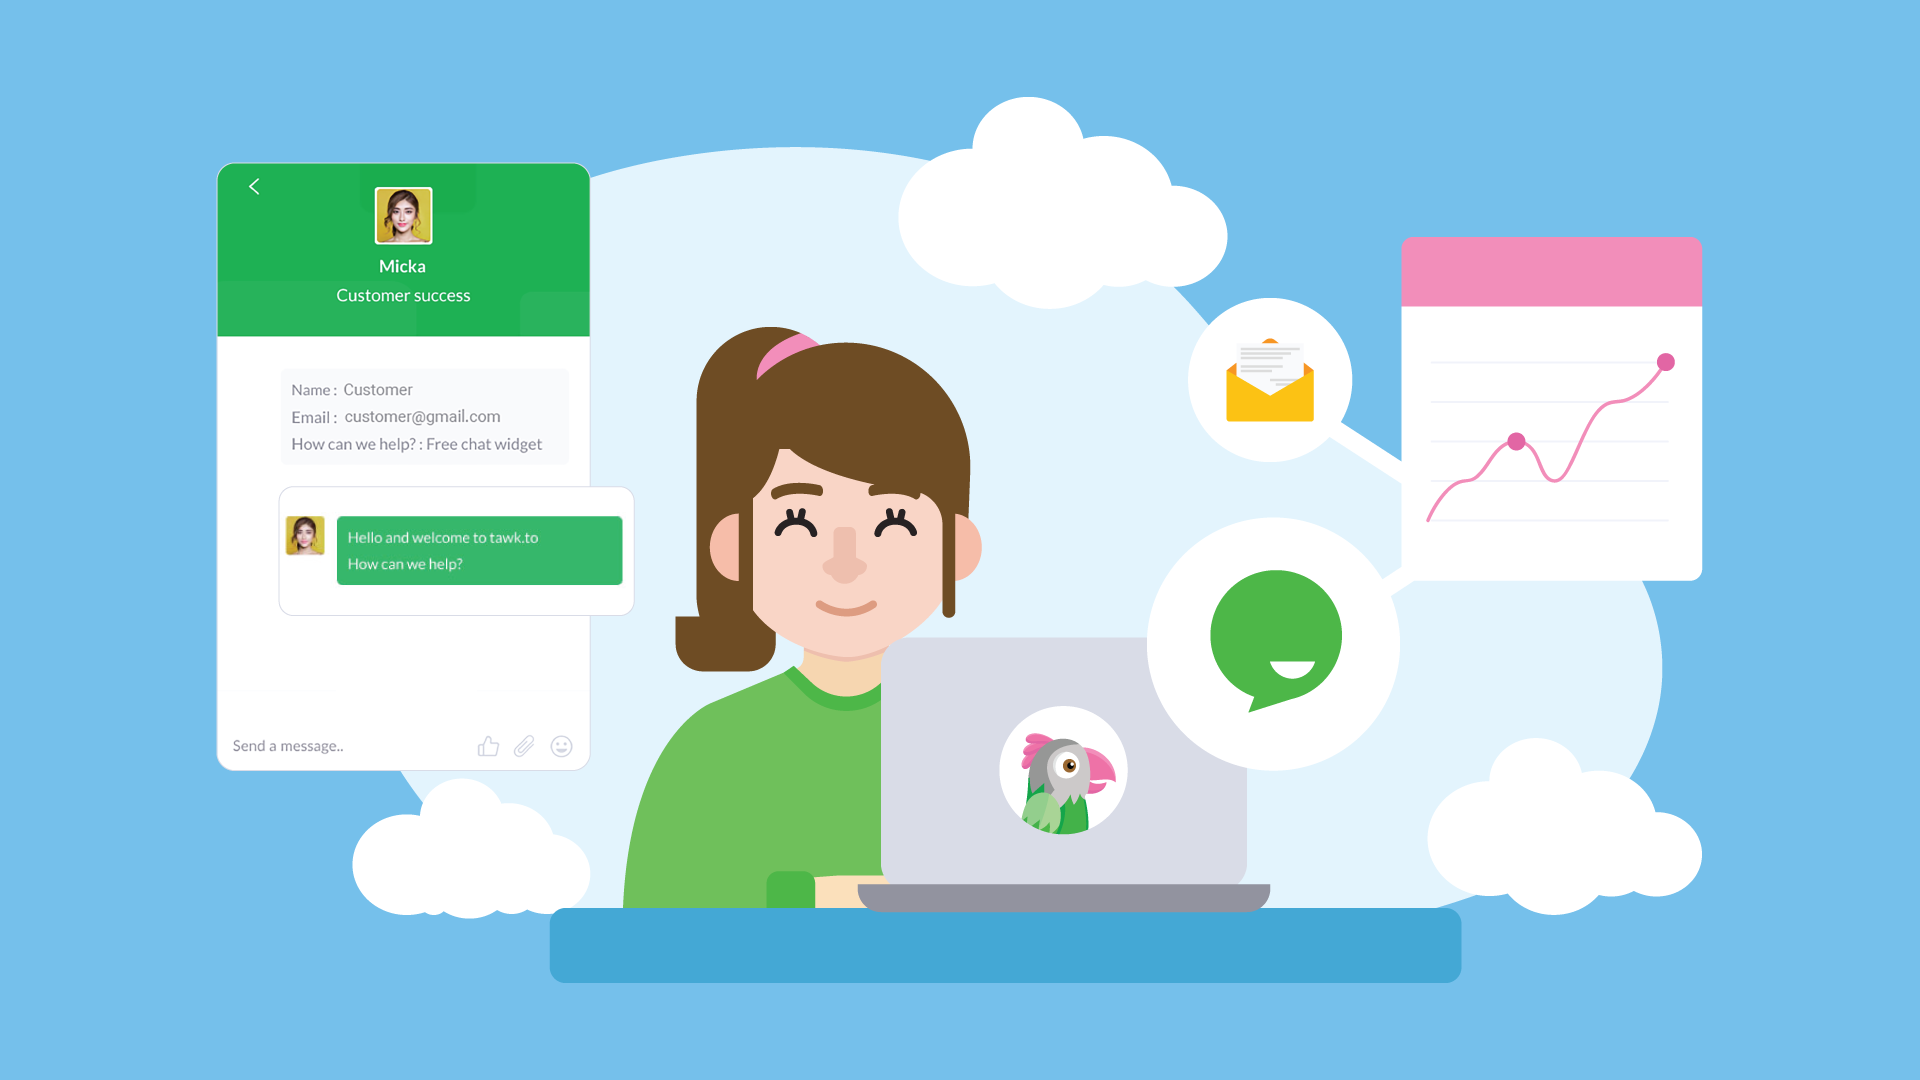 Micka
Customer success
Name : Customer
Email : customer@gmail.com
How can we help? : Free chat widget
Hello and welcome to tawk.to
How can we help?
Send a message..